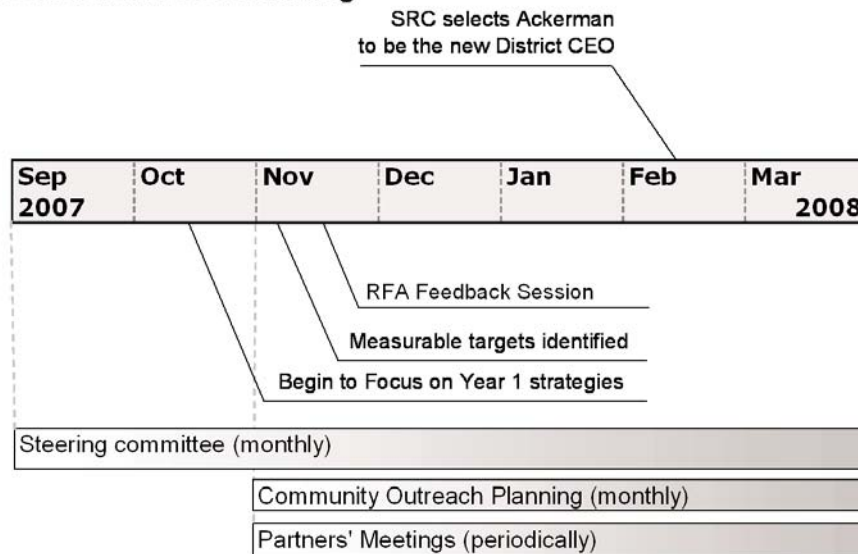 SRC selects Ackerman
to be the new District CEO
Sep Oct Nov Dec Jan Feb Mar
2007 2008
RFA Feedback Session
Measurable targets identified
Begin to Focus on Year 1 strategies
Steering committee (monthly)
Community Outreach Planning (monthly)
Partners' Meetings (periodically)